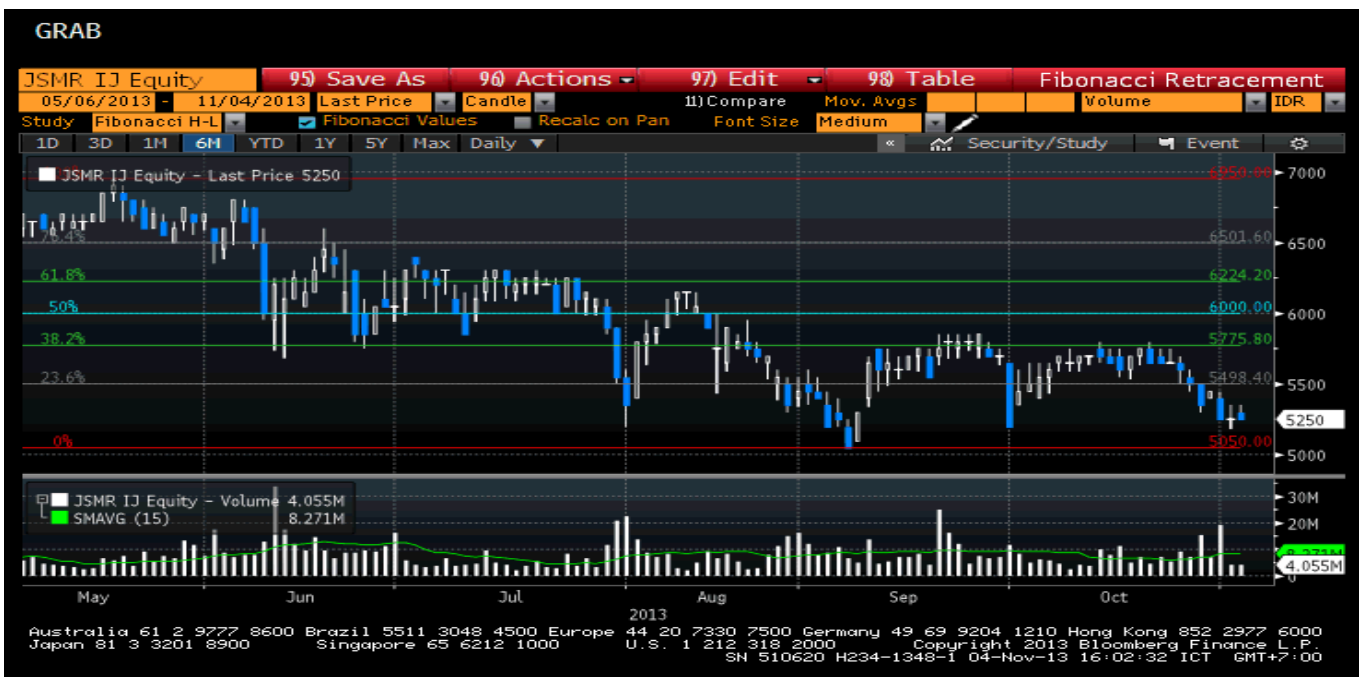 GRAB
JSMR IJ Equity 95) Save As 96) Actions 97) Edit 98) Table Fibonacci Retracement
05/06/2013 - 11/04/2013 Last Price Candle 11) Compare Mov. Avgs Volume IDR
Study Fibonacci H-L Fibonacci Values Recalc on Pan Font Size Medium
1D 3D 1M 6M YTD 1Y 5Y Max Daily ▼ « Security/Study Event
JSMR IJ Equity - Last Price 5250
6950.00 7000
76.4% 6501.60 6500
61.8% 6224.20
50% 6000.00 6000
38.2% 5775.80
23.6% 5498.40 5500
5250
0% 5050.00 5000
JSMR IJ Equity - Volume 4.055M 30M
SMAVG (15) 8.271M 20M
8.271M
4.055M
0
May Jun Jul Aug Sep Oct
2013
Australia 61 2 9777 8600 Brazil 5511 3048 4500 Europe 44 20 7330 7500 Germany 49 69 9204 1210 Hong Kong 852 2977 6000
Japan 81 3 3201 8900 Singapore 65 6212 1000 U.S. 1 212 318 2000 Copyright 2013 Bloomberg Finance L.P.
SN 510620 H234-1348-1 04-Nov-13 16:02:32 ICT GMT+7:00